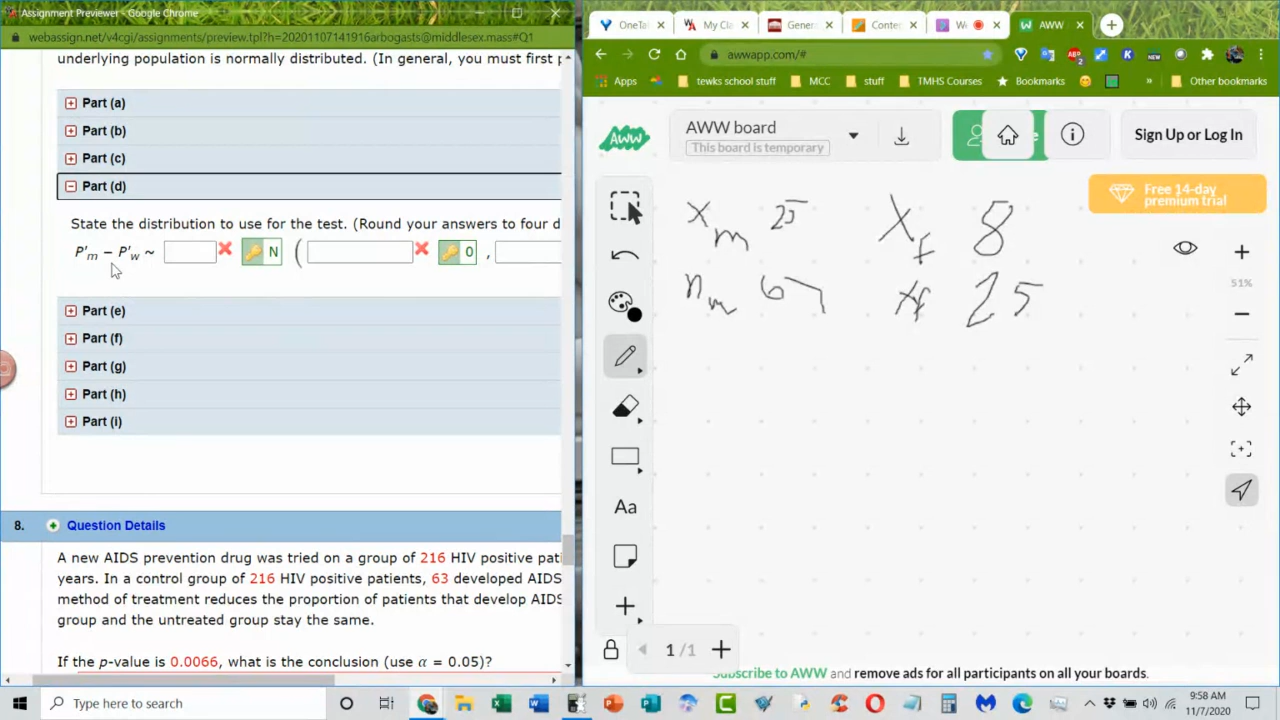 Assignment Previewer - Google Chrome
webassign.net/v4cgi/assignments/preview.tpl?h=20201107141916arbogasts@middlesex.mass#Q1
underlying population is normally distributed. (In general, you must first p
Part (a)
Part (b)
Part (c)
Part (d)
State the distribution to use for the test. (Round your answers to four d
P′m − P′w ~ N ( 0 ,
Part (e)
Part (f)
Part (g)
Part (h)
Part (i)
8. Question Details
A new AIDS prevention drug was tried on a group of 216 HIV positive pati
years. In a control group of 216 HIV positive patients, 63 developed AIDS
method of treatment reduces the proportion of patients that develop AIDS
group and the untreated group stay the same.
If the p-value is 0.0066, what is the conclusion (use α = 0.05)?
OneTa
My Cla
Gener
Conter
We
AWW
awwapp.com/#
Apps
tewks school stuff
MCC
stuff
TMHS Courses
Bookmarks
»
Other bookmarks
AWW
AWW board
This board is temporary
Sign Up or Log In
Free 14-day
premium trial
Xm 25 Xf 8
nm 67 25
51%
Aa
1 / 1
Subscribe to AWW and remove ads for all participants on all your boards.
Type here to search
9:58 AM
11/7/2020